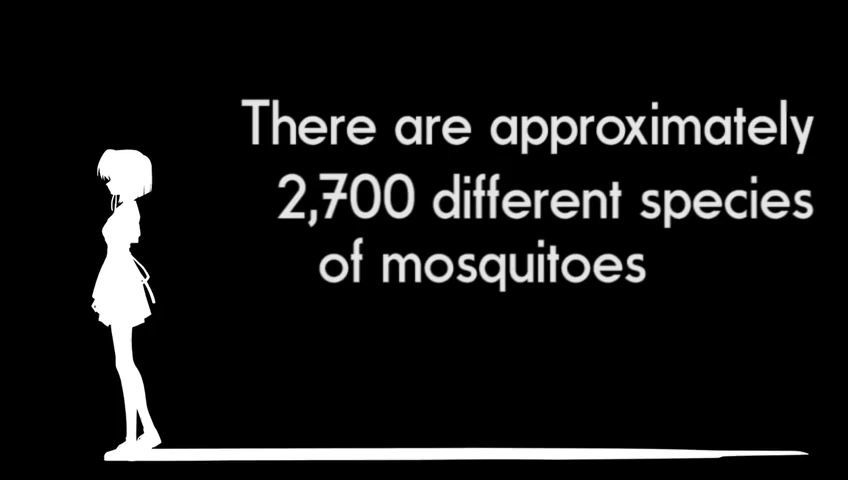 There are approximately
2,700 different species
of mosquitoes